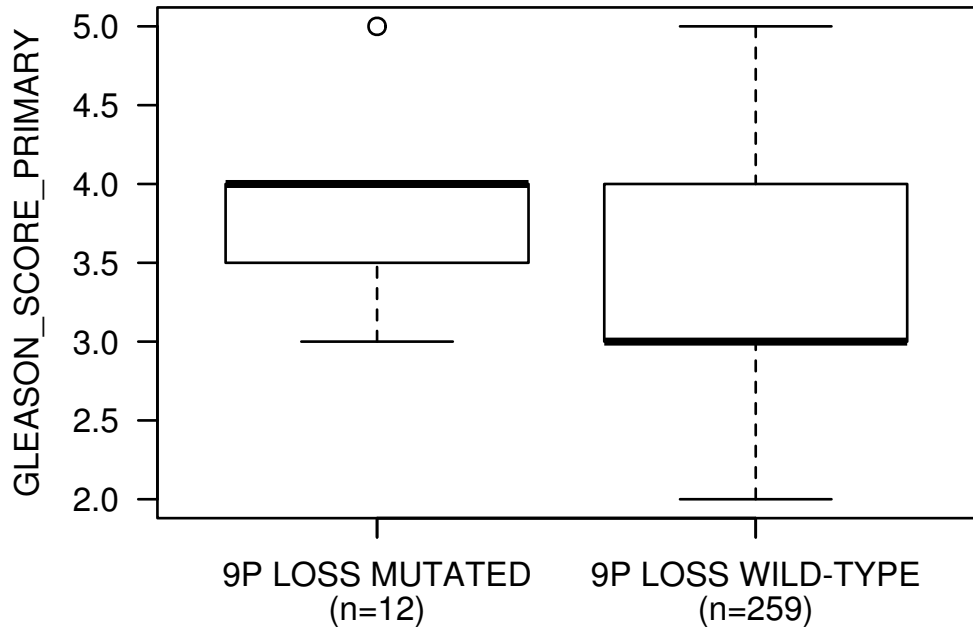 GLEASON_SCORE_PRIMARY
5.0
4.5
4.0
3.5
3.0
2.5
2.0
9P LOSS MUTATED
(n=12)
9P LOSS WILD-TYPE
(n=259)